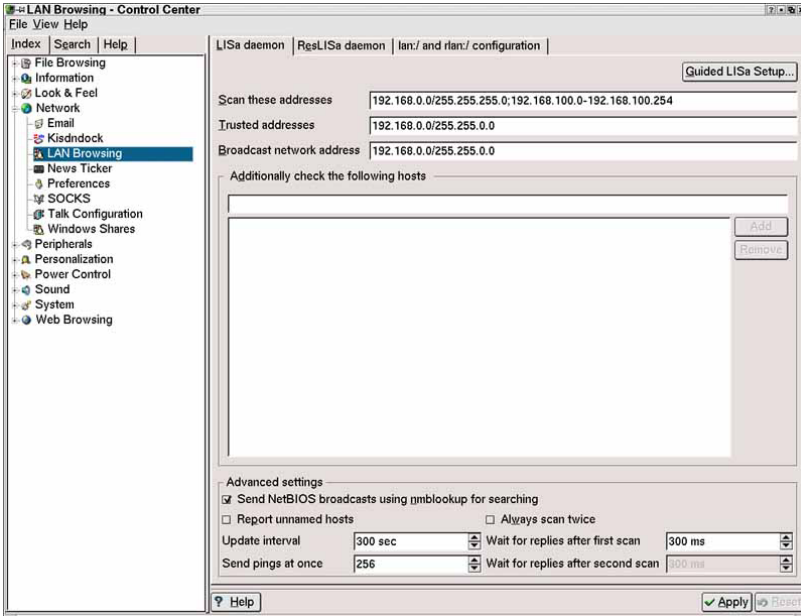 LAN Browsing - Control Center
File View Help
Index Search Help
File Browsing
Information
Look & Feel
Network
Email
Kisdndock
LAN Browsing
News Ticker
Preferences
SOCKS
Talk Configuration
Windows Shares
Peripherals
Personalization
Power Control
Sound
System
Web Browsing
LISa daemon ResLISa daemon lan:/ and rlan:/ configuration
Guided LISa Setup...
Scan these addresses 192.168.0.0/255.255.255.0;192.168.100.0-192.168.100.254
Trusted addresses 192.168.0.0/255.255.0.0
Broadcast network address 192.168.0.0/255.255.0.0
Additionally check the following hosts
Add
Remove
Advanced settings
Send NetBIOS broadcasts using nmblookup for searching
Report unnamed hosts Always scan twice
Update interval 300 sec Wait for replies after first scan 300 ms
Send pings at once 256 Wait for replies after second scan 300 ms
Help Apply Reset